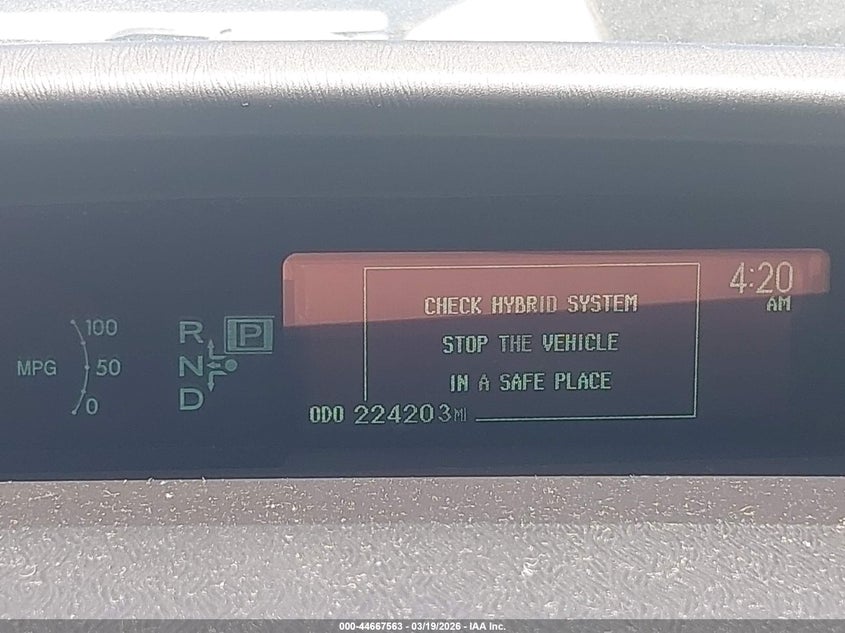 4:20
AM
CHECK HYBRID SYSTEM
STOP THE VEHICLE
IN A SAFE PLACE
ODO 224203 MI
100
MPG 50
0
R P
N
D
000-44667563 - 03/19/2026 - IAA Inc.